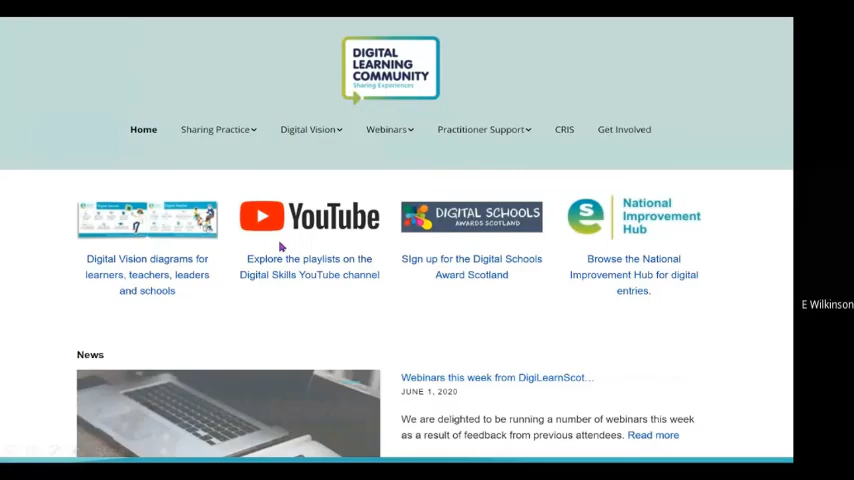 DIGITAL
LEARNING
COMMUNITY
Sharing Experiences
Home
Sharing Practice
Digital Vision
Webinars
Practitioner Support
CRIS
Get Involved
YouTube
DIGITAL SCHOOLS
AWARDS SCOTLAND
National
Improvement
Hub
Digital Vision diagrams for
learners, teachers, leaders
and schools
Explore the playlists on the
Digital Skills YouTube channel
SIgn up for the Digital Schools
Award Scotland
Browse the National
Improvement Hub for digital
entries.
E Wilkinson
News
Webinars this week from DigiLearnScot...
JUNE 1, 2020
We are delighted to be running a number of webinars this week
as a result of feedback from previous attendees. Read more